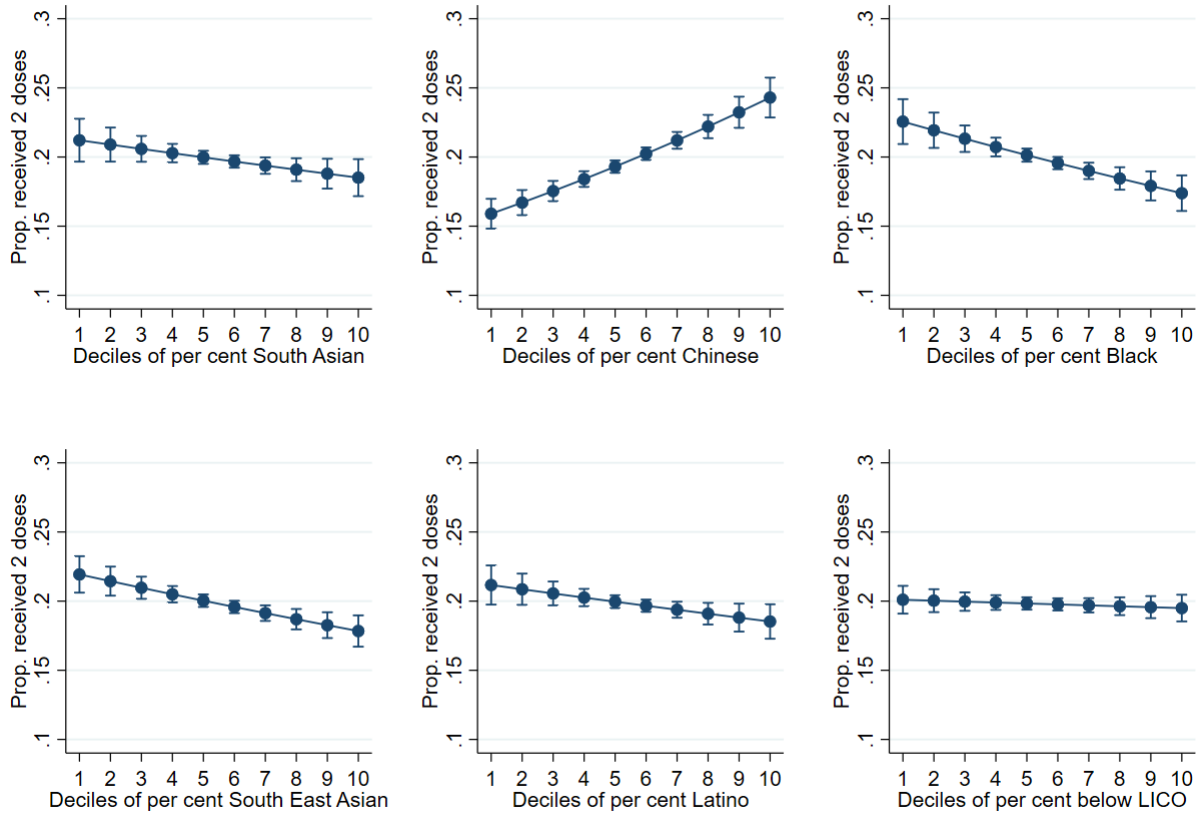 Prop. received 2 doses
.3
.25
.2
.15
.1
1 2 3 4 5 6 7 8 9 10
Deciles of per cent South Asian
Prop. received 2 doses
.3
.25
.2
.15
.1
1 2 3 4 5 6 7 8 9 10
Deciles of per cent Chinese
Prop. received 2 doses
.3
.25
.2
.15
.1
1 2 3 4 5 6 7 8 9 10
Deciles of per cent Black
Prop. received 2 doses
.3
.25
.2
.15
.1
1 2 3 4 5 6 7 8 9 10
Deciles of per cent South East Asian
Prop. received 2 doses
.3
.25
.2
.15
.1
1 2 3 4 5 6 7 8 9 10
Deciles of per cent Latino
Prop. received 2 doses
.3
.25
.2
.15
.1
1 2 3 4 5 6 7 8 9 10
Deciles of per cent below LICO